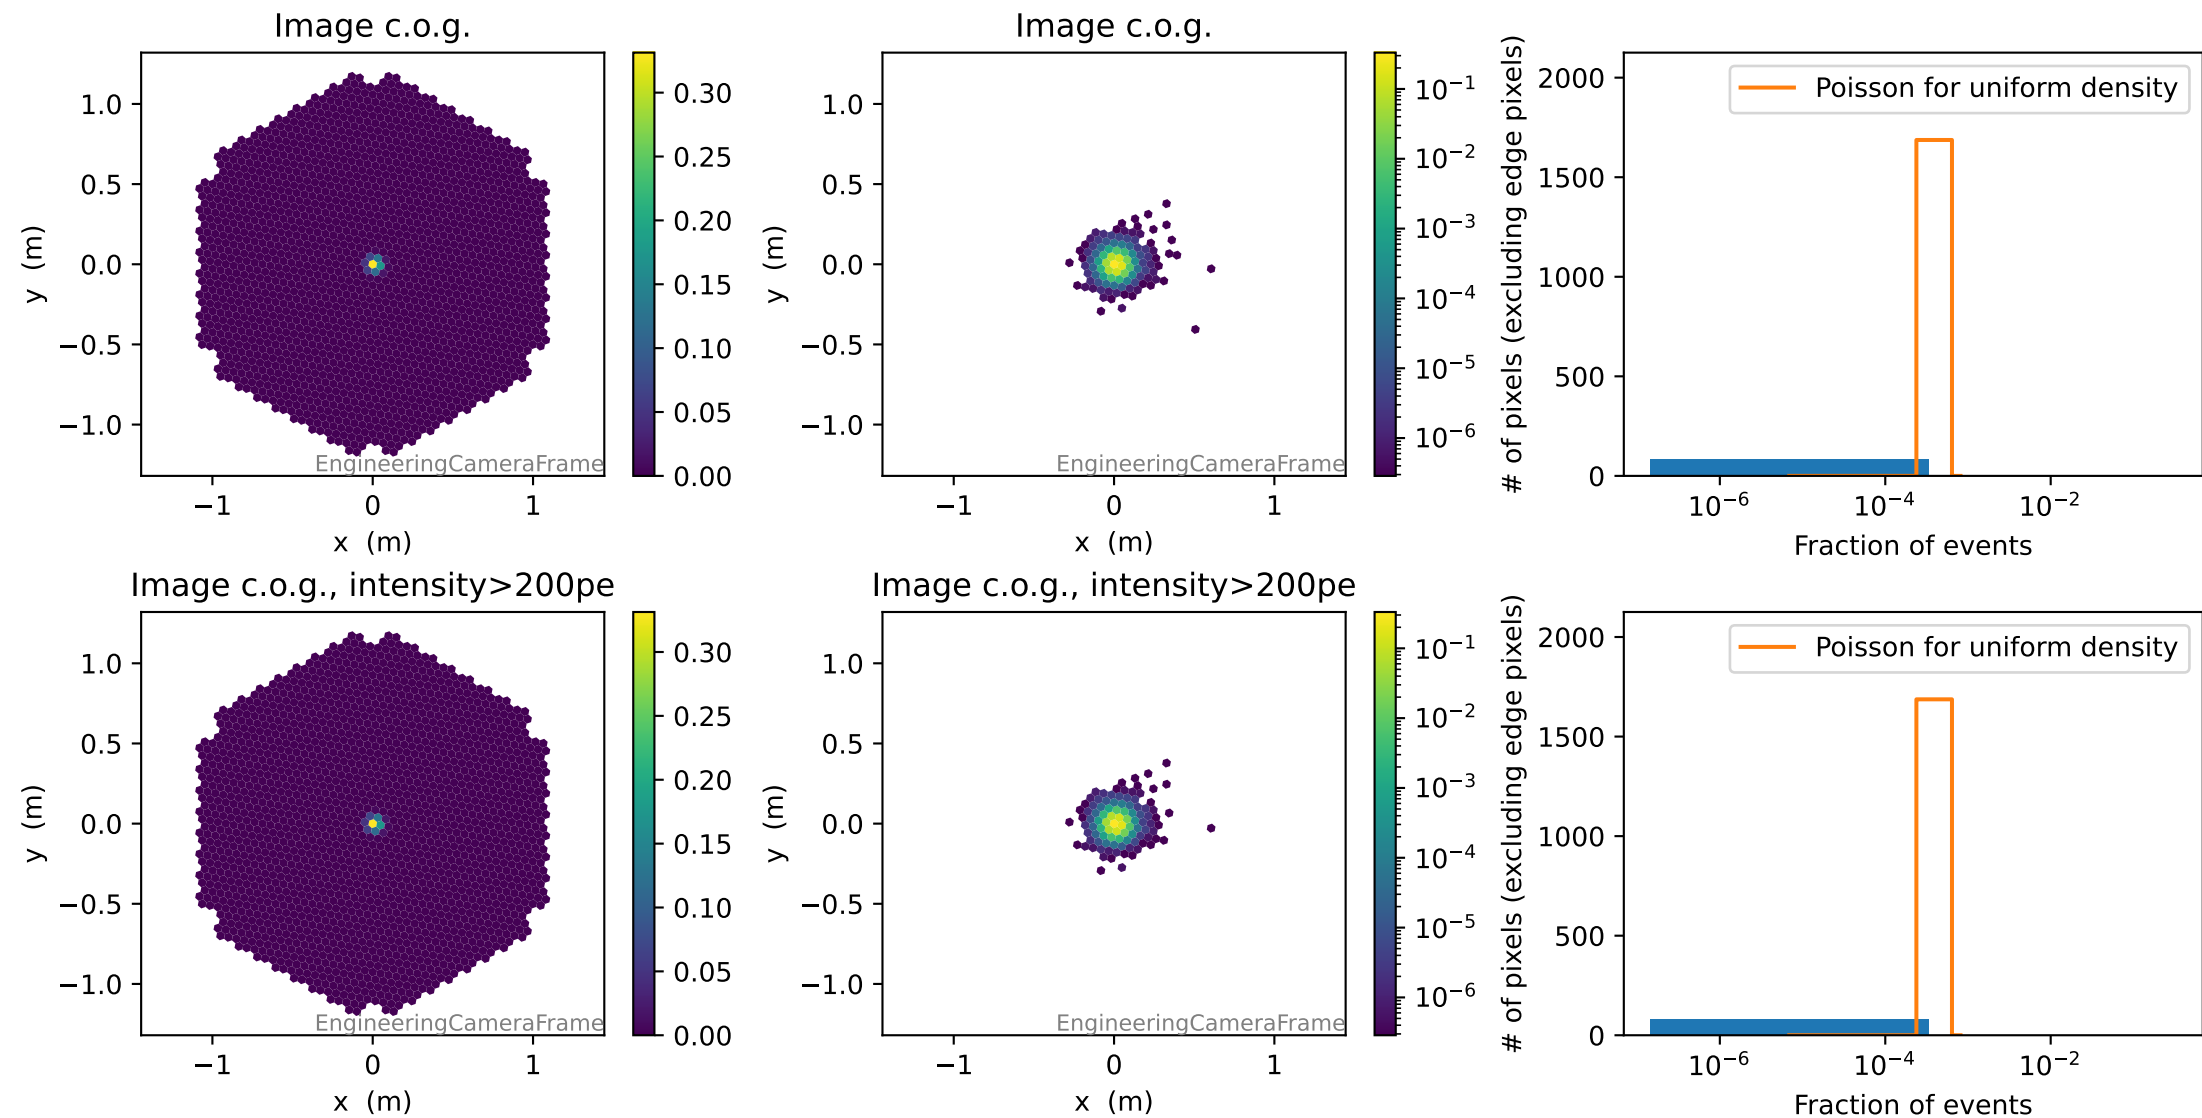 Image c.o.g.
1.0
0.5
0.0
−0.5
−1.0
y (m)
−1 0 1
x (m)
EngineeringCameraFrame
0.30
0.25
0.20
0.15
0.10
0.05
0.00
Image c.o.g.
1.0
0.5
0.0
−0.5
−1.0
y (m)
−1 0 1
x (m)
EngineeringCameraFrame
10⁻¹
10⁻²
10⁻³
10⁻⁴
10⁻⁵
10⁻⁶
# of pixels (excluding edge pixels)
2000
1500
1000
500
0
Poisson for uniform density
10⁻⁶ 10⁻⁴ 10⁻²
Fraction of events
Image c.o.g., intensity>200pe
1.0
0.5
0.0
−0.5
−1.0
y (m)
−1 0 1
x (m)
EngineeringCameraFrame
0.30
0.25
0.20
0.15
0.10
0.05
0.00
Image c.o.g., intensity>200pe
1.0
0.5
0.0
−0.5
−1.0
y (m)
−1 0 1
x (m)
EngineeringCameraFrame
10⁻¹
10⁻²
10⁻³
10⁻⁴
10⁻⁵
10⁻⁶
# of pixels (excluding edge pixels)
2000
1500
1000
500
0
Poisson for uniform density
10⁻⁶ 10⁻⁴ 10⁻²
Fraction of events